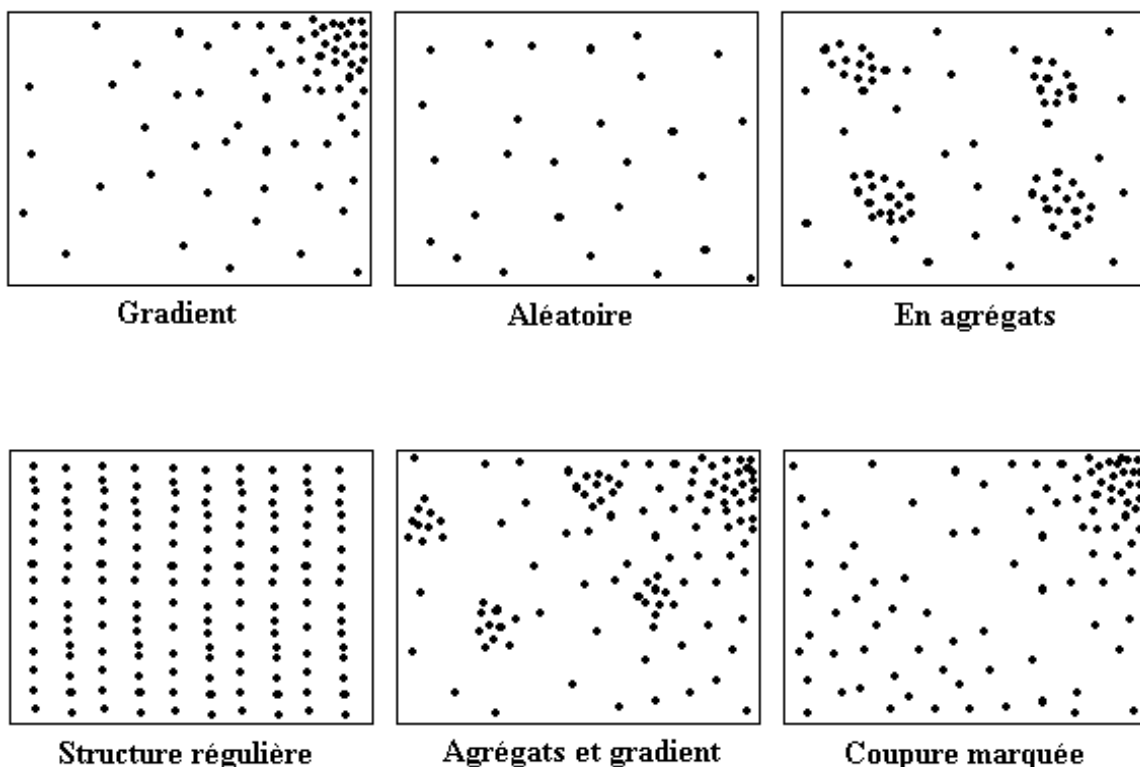 Gradient
Aléatoire
En agrégats
Structure régulière
Agrégats et gradient
Coupure marquée